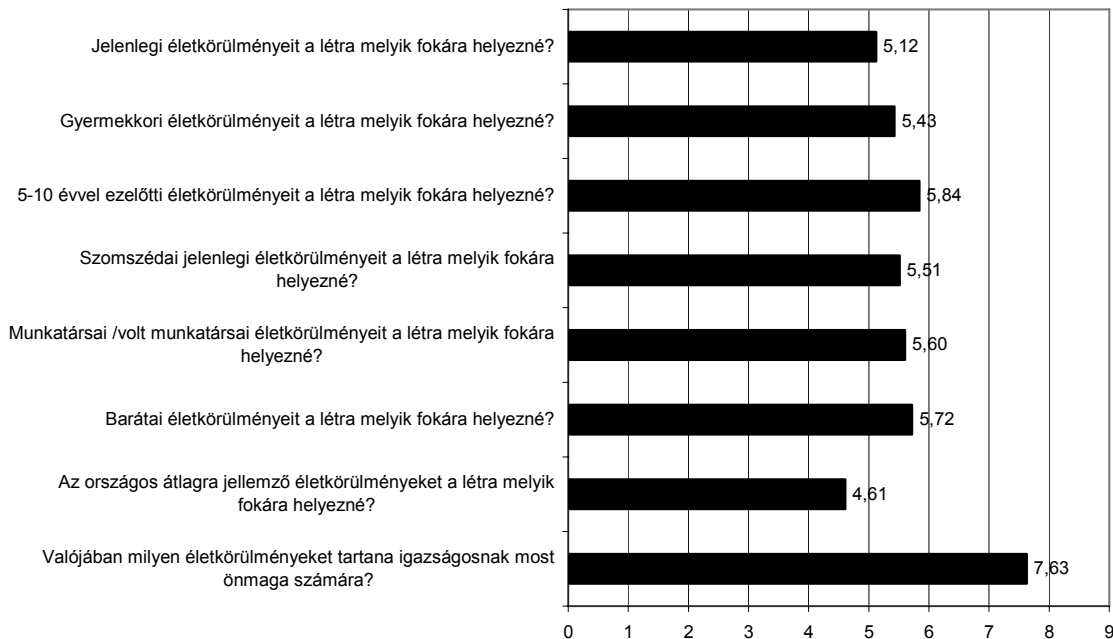 Jelenlegi életkörülményeit a létra melyik fokára helyezné?
5,12
Gyermekkori életkörülményeit a létra melyik fokára helyezné?
5,43
5-10 évvel ezelőtti életkörülményeit a létra melyik fokára helyezné?
5,84
Szomszédai jelenlegi életkörülményeit a létra melyik fokára
helyezné?
5,51
Munkatársai /volt munkatársai életkörülményeit a létra melyik fokára
helyezné?
5,60
Barátai életkörülményeit a létra melyik fokára helyezné?
5,72
Az országos átlagra jellemző életkörülményeket a létra melyik
fokára helyezné?
4,61
Valójában milyen életkörülményeket tartana igazságosnak most
önmaga számára?
7,63
0 1 2 3 4 5 6 7 8 9